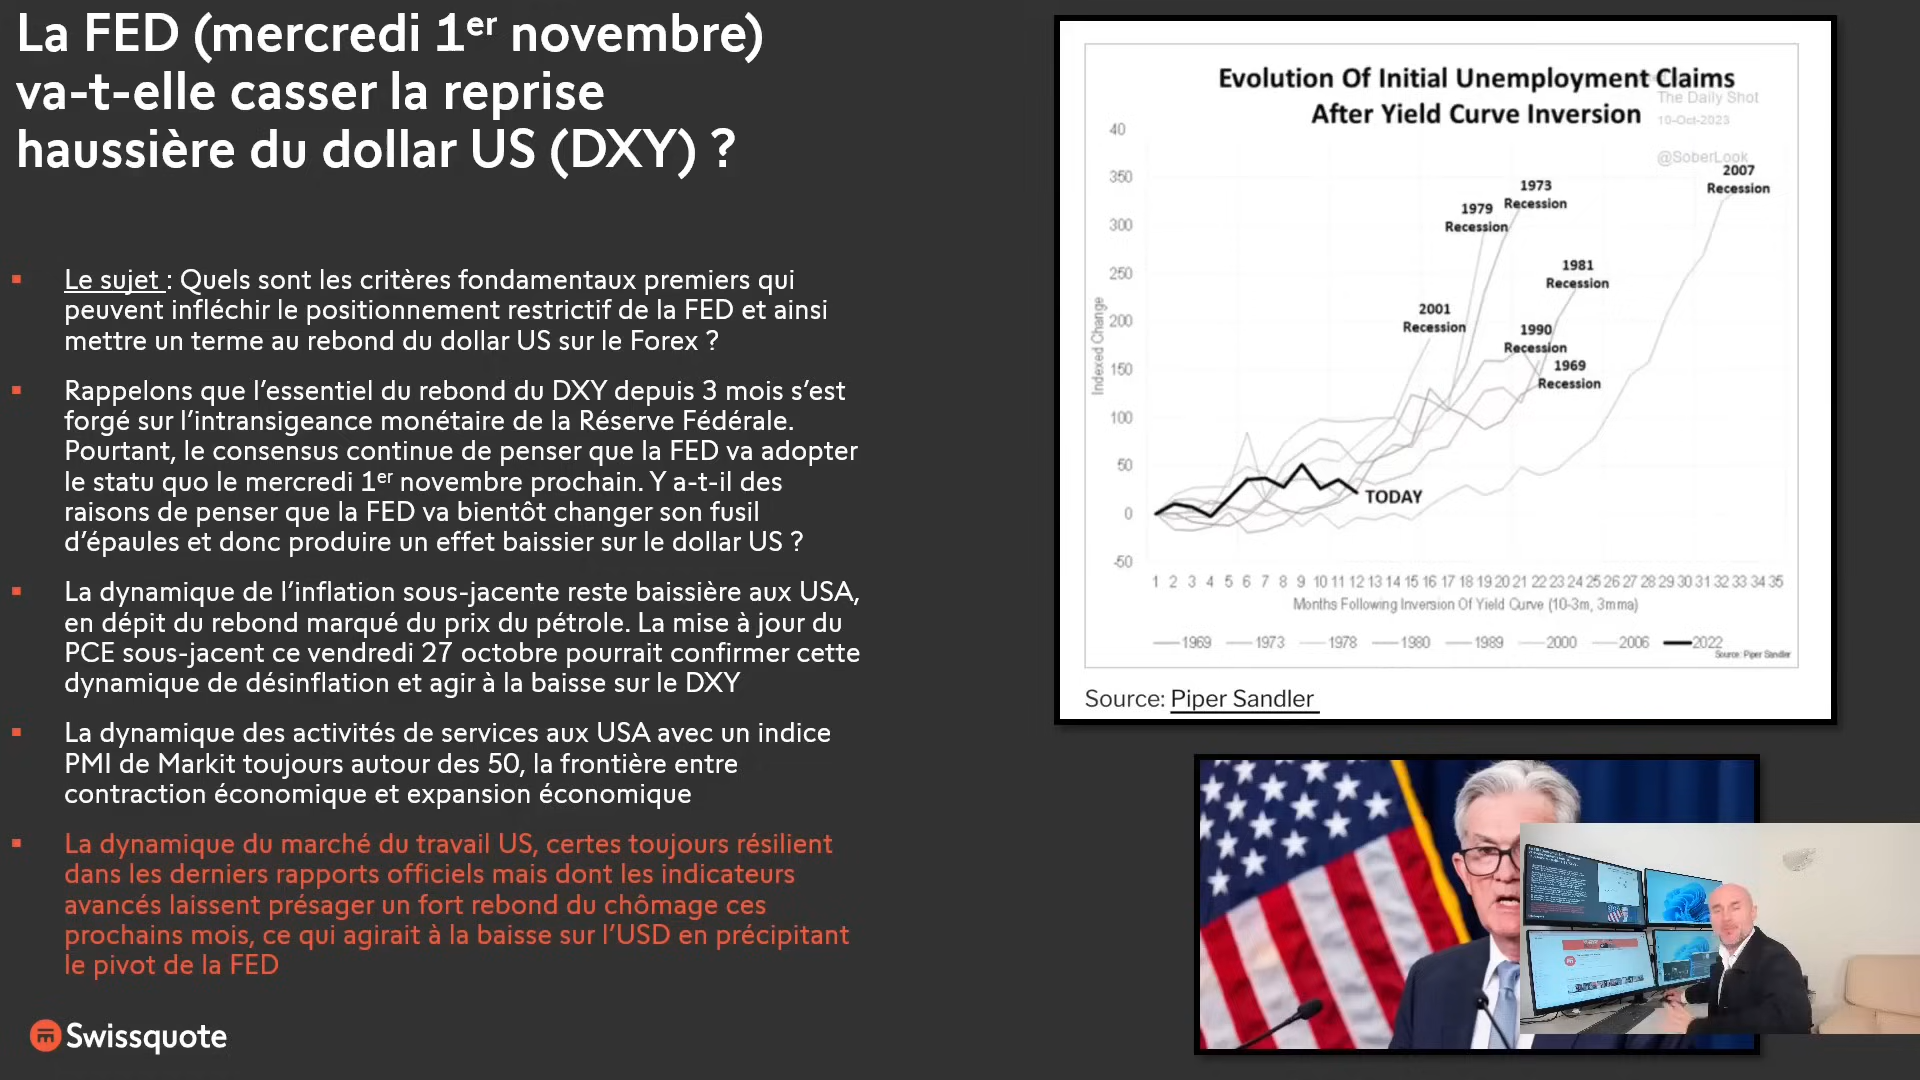 La FED (mercredi 1er novembre)
va-t-elle casser la reprise
haussière du dollar US (DXY) ?
Le sujet : Quels sont les critères fondamentaux premiers qui
peuvent infléchir le positionnement restrictif de la FED et ainsi
mettre un terme au rebond du dollar US sur le Forex ?
Rappelons que l’essentiel du rebond du DXY depuis 3 mois s’est
forgé sur l’intransigeance monétaire de la Réserve Fédérale.
Pourtant, le consensus continue de penser que la FED va adopter
le statu quo le mercredi 1er novembre prochain. Y a-t-il des
raisons de penser que la FED va bientôt changer son fusil
d’épaules et donc produire un effet baissier sur le dollar US ?
La dynamique de l’inflation sous-jacente reste baissière aux USA,
en dépit du rebond marqué du prix du pétrole. La mise à jour du
PCE sous-jacent ce vendredi 27 octobre pourrait confirmer cette
dynamique de désinflation et agir à la baisse sur le DXY
La dynamique des activités de services aux USA avec un indice
PMI de Markit toujours autour des 50, la frontière entre
contraction économique et expansion économique
La dynamique du marché du travail US, certes toujours résilient
dans les derniers rapports officiels mais dont les indicateurs
avancés laissent présager un fort rebond du chômage ces
prochains mois, ce qui agirait à la baisse sur l’USD en précipitant
le pivot de la FED
Swissquote
Evolution Of Initial Unemployment Claims
After Yield Curve Inversion
The Daily Shot
10-Oct-2023
@SoberLook
40
350
300
250
200
150
100
50
0
-50
Indexed Change
2007
Recession
1973
Recession
1979
Recession
1981
Recession
2001
Recession
1990
Recession
1969
Recession
TODAY
1 2 3 4 5 6 7 8 9 10 11 12 13 14 15 16 17 18 19 20 21 22 23 24 25 26 27 28 29 30 31 32 33 34 35
Months Following Inversion Of Yield Curve (10-3m, 3mma)
1969 1973 1978 1980 1989 2000 2006 2022
Source: Piper Sandler
Source: Piper Sandler